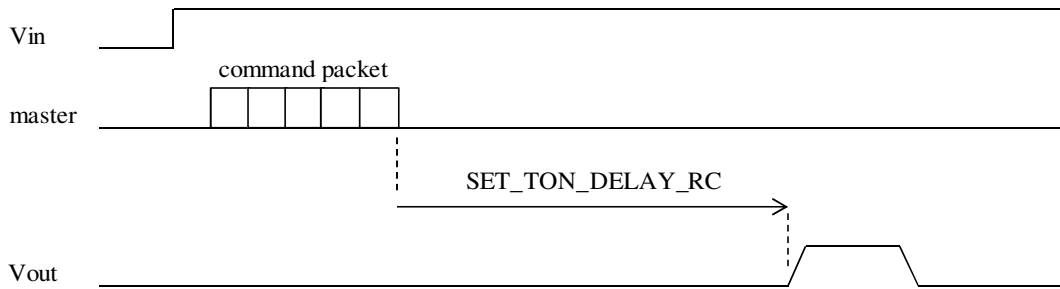 Vin
command packet
master
SET_TON_DELAY_RC
Vout